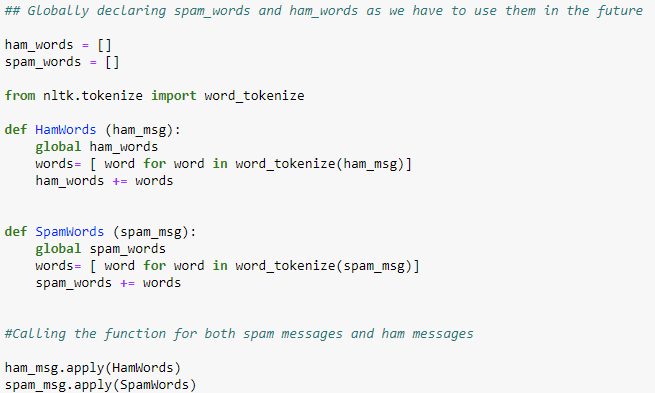 ## Globally declaring spam_words and ham_words as we have to use them in the future
ham_words = []
spam_words = []
from nltk.tokenize import word_tokenize
def HamWords (ham_msg):
    global ham_words
    words= [ word for word in word_tokenize(ham_msg)]
    ham_words += words
def SpamWords (spam_msg):
    global spam_words
    words= [ word for word in word_tokenize(spam_msg)]
    spam_words += words
#Calling the function for both spam messages and ham messages
ham_msg.apply(HamWords)
spam_msg.apply(SpamWords)